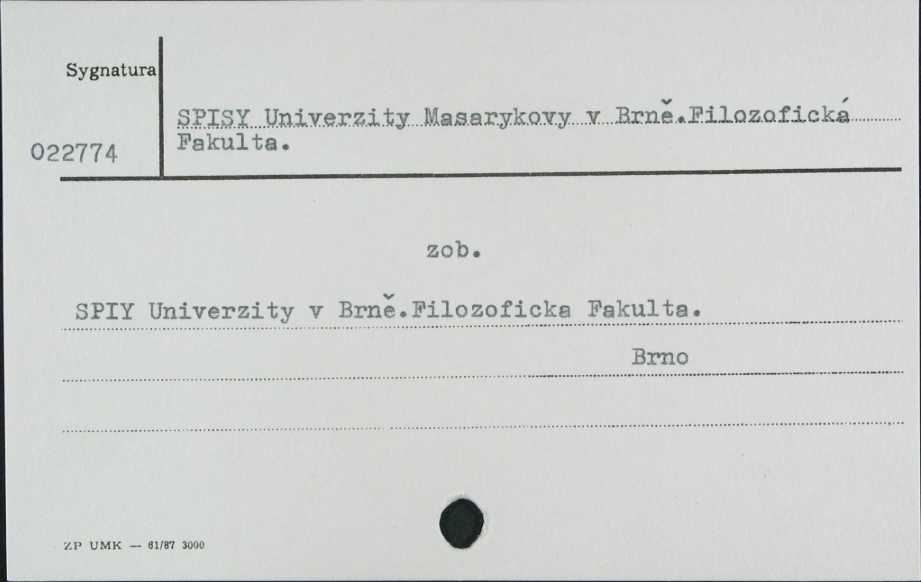 Sygnatura
022774
SPISY Univerzity Masarykovy v Brně.Filozofická
Fakulta.
zob.
SPIY Univerzity v Brně.Filozoficka Fakulta.
Brno
ZP UMK — 61/87 3000